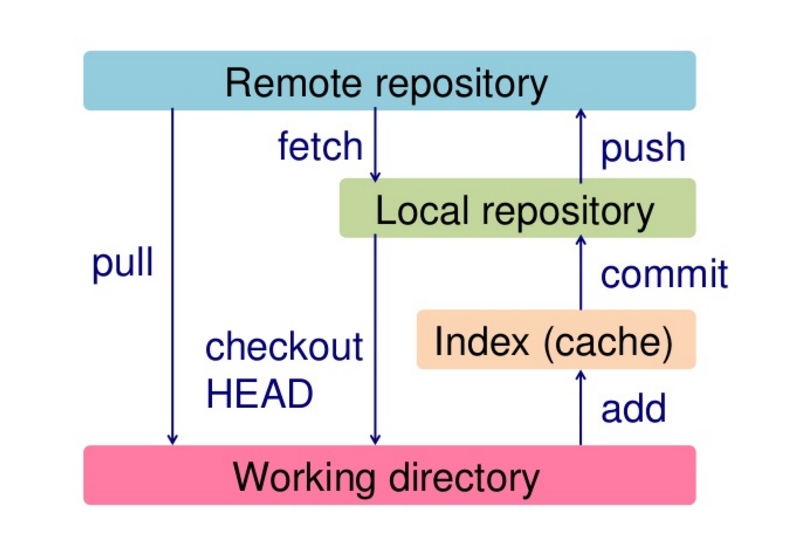 Remote repository
fetch
push
Local repository
pull
commit
checkout
HEAD
Index (cache)
add
Working directory